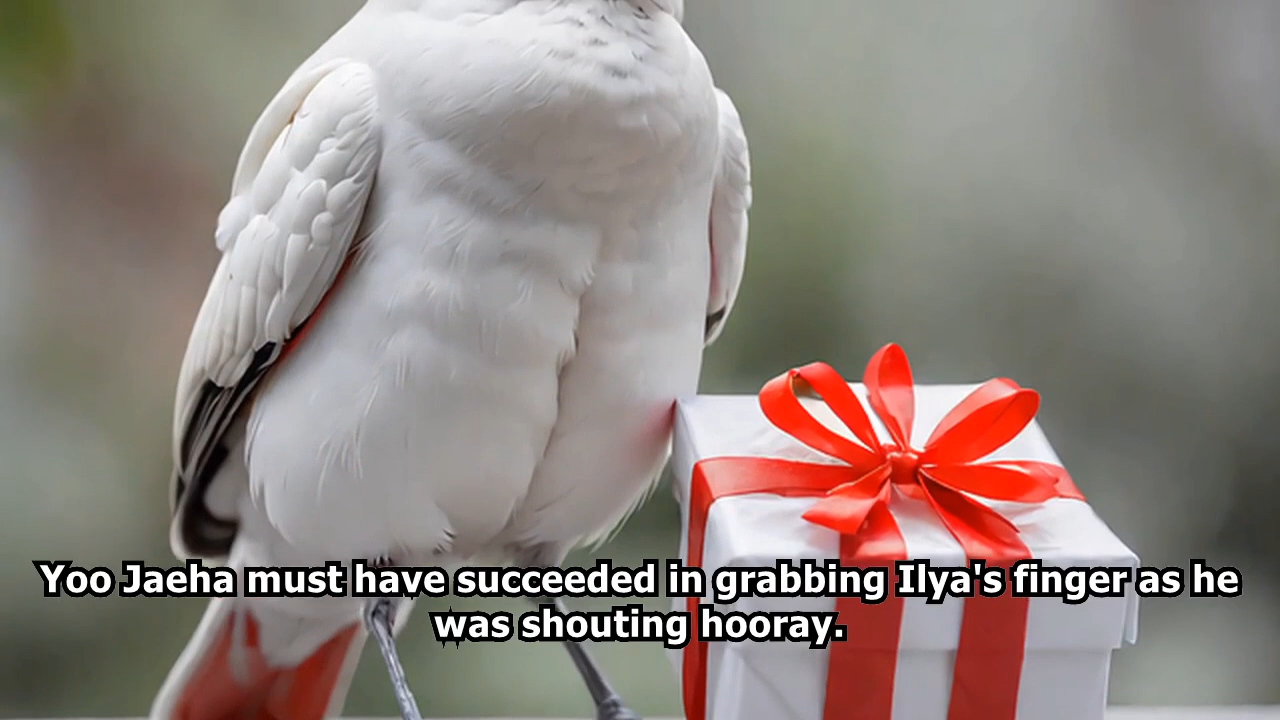 Yoo Jaeha must have succeeded in grabbing Ilya's finger as he
was shouting hooray.